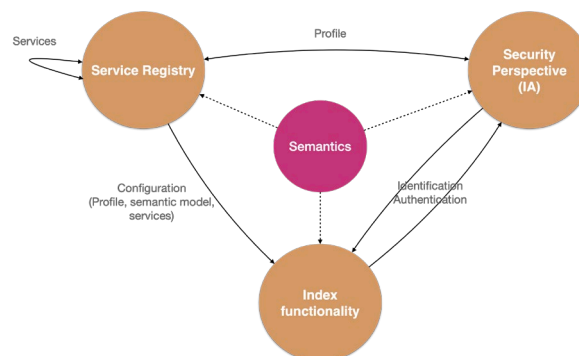 Services
Profile
Service Registry
Security
Perspective
(IA)
Semantics
Configuration
(Profile, semantic model,
services)
Identification
Authentication
Index
functionality